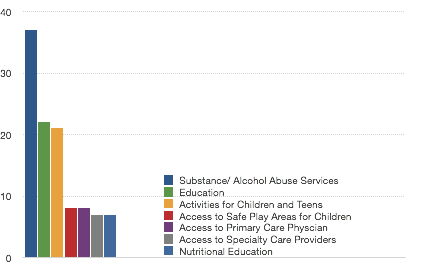 40
30
20
10
0
Substance/ Alcohol Abuse Services
Education
Activities for Children and Teens
Access to Safe Play Areas for Children
Access to Primary Care Physcian
Access to Specialty Care Providers
Nutritional Education